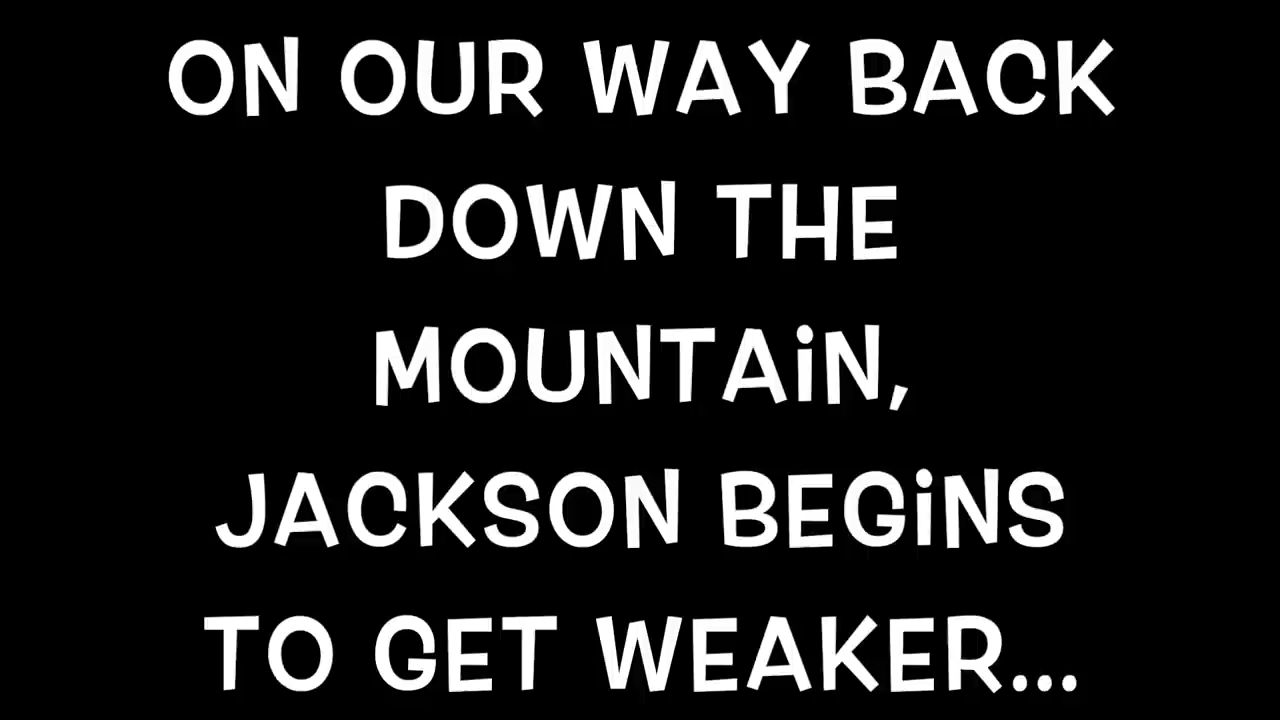 ON OUR WAY BACK
DOWN THE
MOUNTAiN,
JACKSON BEGiNS
TO GET WEAKER...